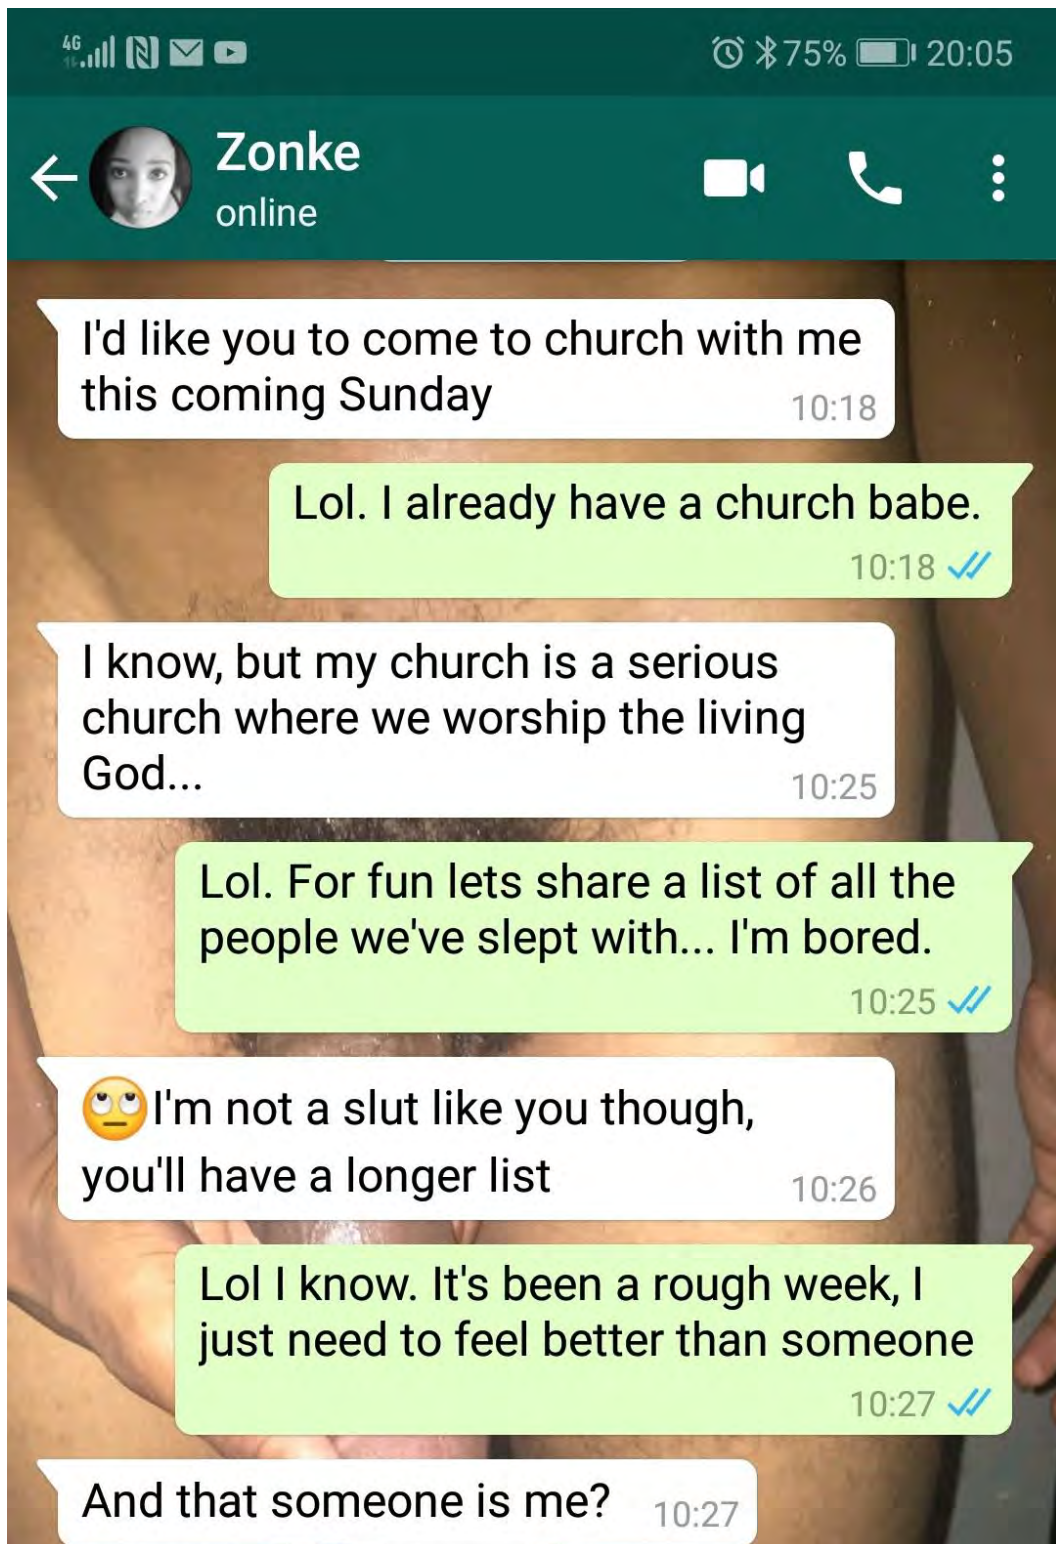 4G 75% 20:05
Zonke
online
I'd like you to come to church with me
this coming Sunday
10:18
Lol. I already have a church babe.
10:18
I know, but my church is a serious
church where we worship the living
God...
10:25
Lol. For fun lets share a list of all the
people we've slept with... I'm bored.
10:25
🙄I'm not a slut like you though,
you'll have a longer list
10:26
Lol I know. It's been a rough week, I
just need to feel better than someone
10:27
And that someone is me? 10:27